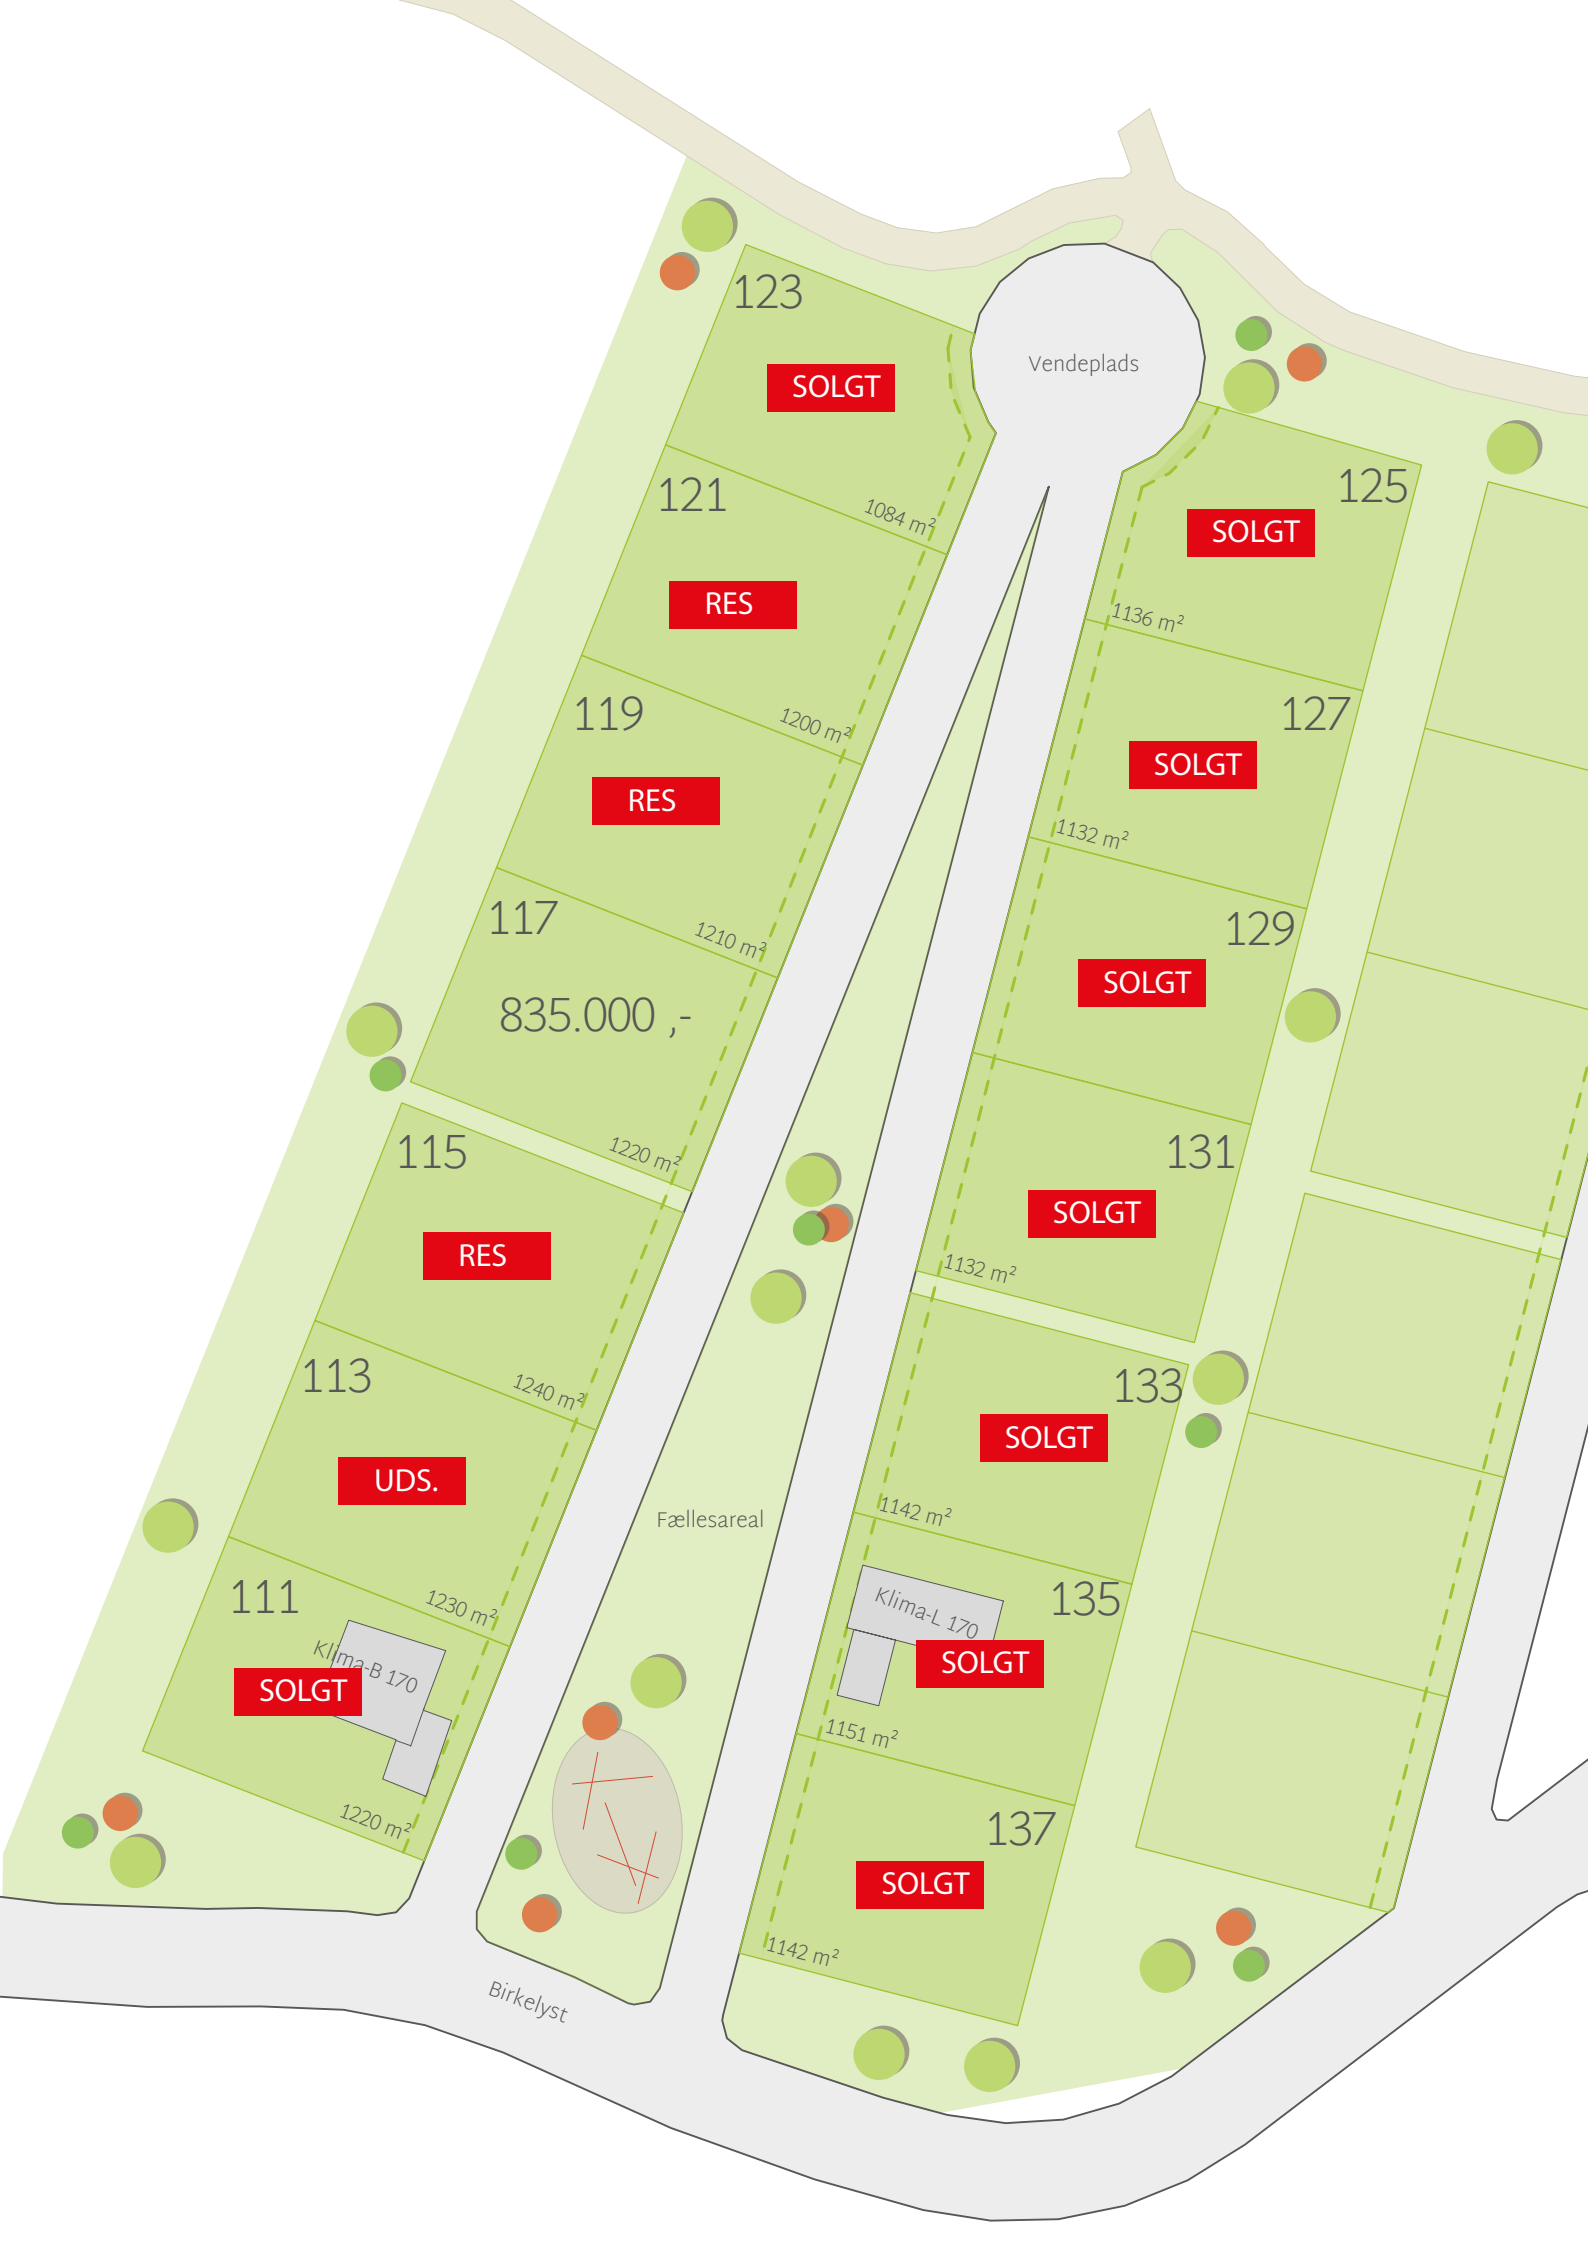 123
SOLGT
1084 m²
121
RES
1200 m²
119
RES
1210 m²
117
835.000 ,-
1220 m²
115
RES
1240 m²
113
UDS.
1230 m²
111
Klima-B 170
SOLGT
1220 m²
Vendeplads
125
SOLGT
1136 m²
127
SOLGT
1132 m²
129
SOLGT
131
SOLGT
1132 m²
133
SOLGT
1142 m²
135
Klima-L 170
SOLGT
1151 m²
137
SOLGT
1142 m²
Fællesareal
Birkelyst